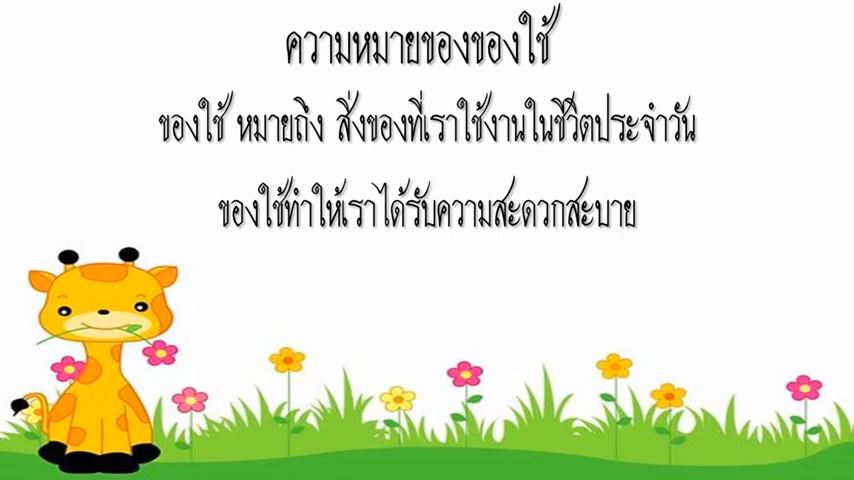 ความหมายของของใช้
ของใช้ หมายถึง สิ่งของที่เราใช้งานในชีวิตประจำวัน
ของใช้ทำให้เราได้รับความสะดวกสะบาย